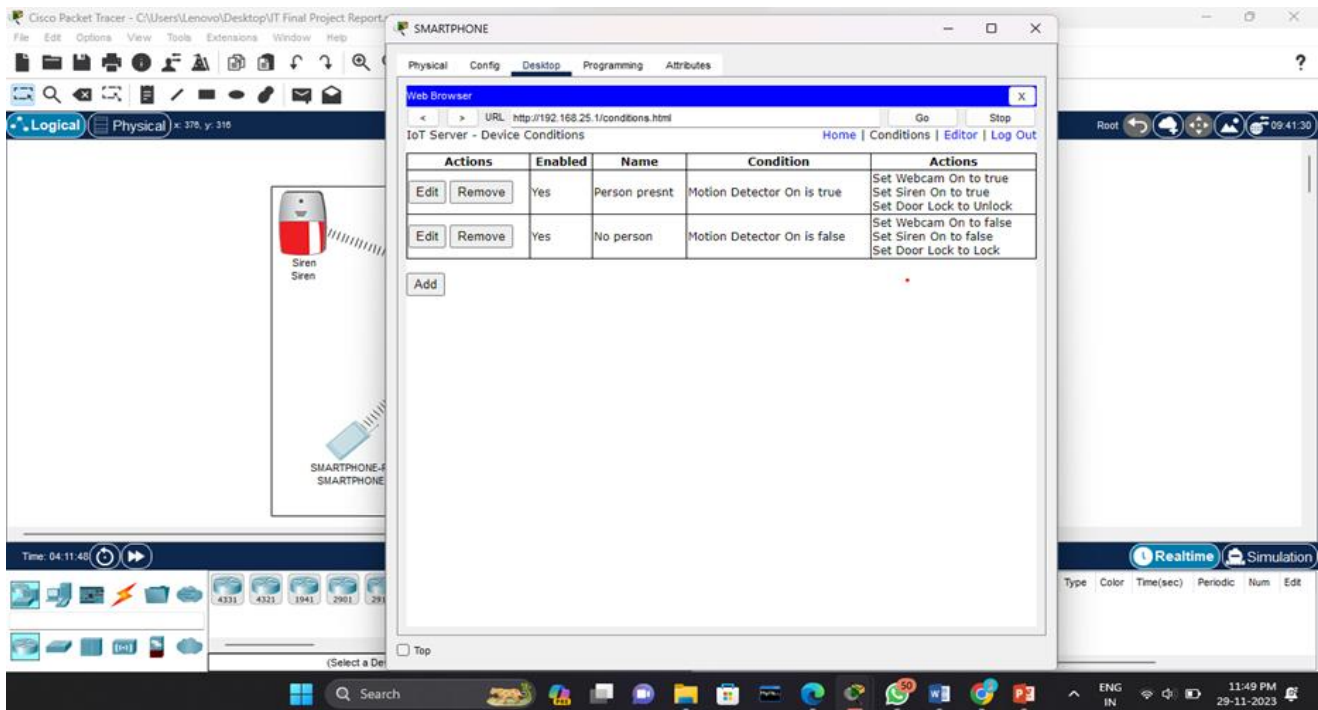 Cisco Packet Tracer - C:\Users\Lenovo\Desktop\IT Final Project Report.
File Edit Options View Tools Extensions Window Help
?
Logical Physical x: 376, y: 316
Root 09:41:30
Siren
Siren
SMARTPHONE-
SMARTPHONE
SMARTPHONE
Physical Config Desktop Programming Attributes
Web Browser X
< > URL http://192.168.25.1/conditions.html Go Stop
IoT Server - Device Conditions Home | Conditions | Editor | Log Out
Actions Enabled Name Condition Actions
Edit Remove Yes Person presnt Motion Detector On is true
Set Webcam On to true
Set Siren On to true
Set Door Lock to Unlock
Edit Remove Yes No person Motion Detector On is false
Set Webcam On to false
Set Siren On to false
Set Door Lock to Lock
Add
Top
Time: 04:11:48
Realtime Simulation
4331 4321 1941 2901 291
Type Color Time(sec) Periodic Num Edit
(Select a De
Search
PRE
50
ENG
IN
11:49 PM
29-11-2023